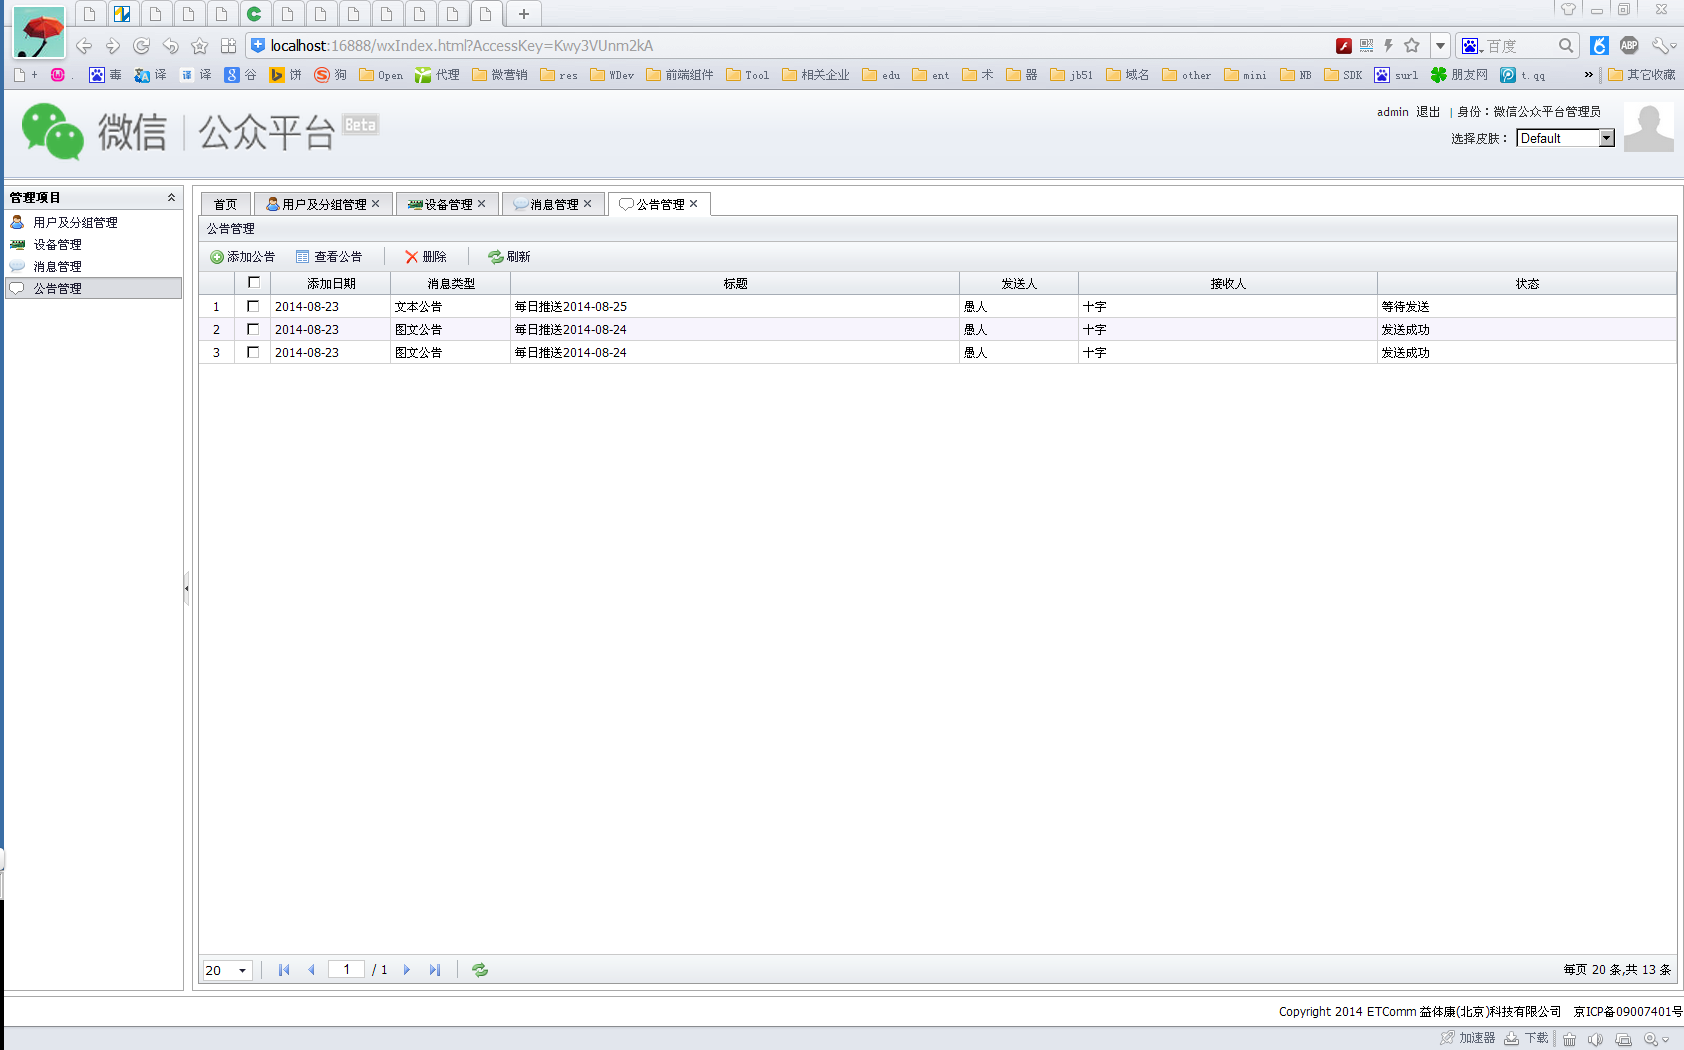 localhost:16888/wxIndex.html?AccessKey=Kwy3VUnm2kA
百度
ABP
+ . 毒 译 译 谷 饼 狗 Open 代理 微营销 res WDev 前端组件 Tool 相关企业 edu ent 术 器 jb51 域名 other mini NB SDK surl 朋友网 t.qq » 其它收藏
微信 | 公众平台 Beta
admin 退出 | 身份：微信公众平台管理员
选择皮肤： Default
管理项目
用户及分组管理
设备管理
消息管理
公告管理
首页 用户及分组管理 设备管理 消息管理 公告管理
公告管理
添加公告 查看公告 删除 刷新
添加日期 消息类型 标题 发送人 接收人 状态
1 2014-08-23 文本公告 每日推送2014-08-25 愚人 十字 等待发送
2 2014-08-23 图文公告 每日推送2014-08-24 愚人 十字 发送成功
3 2014-08-23 图文公告 每日推送2014-08-24 愚人 十字 发送成功
20 1 / 1 每页 20 条,共 13 条
Copyright 2014 ETComm 益体康(北京)科技有限公司 京ICP备09007401号
加速器 下载